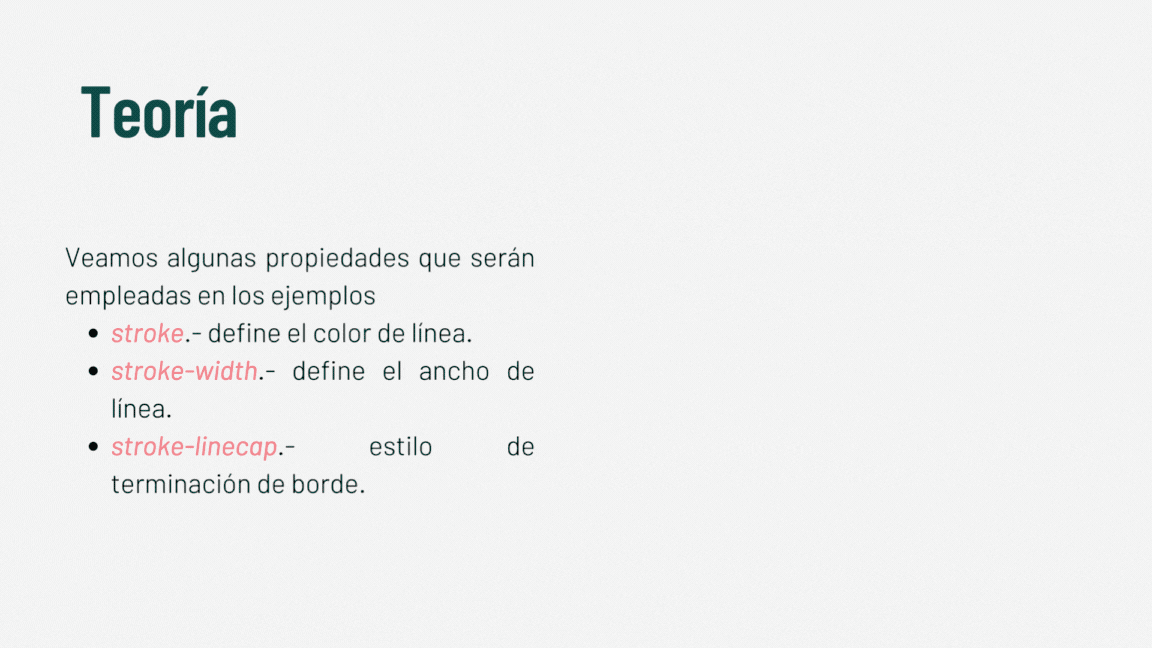 Teoría
Veamos algunas propiedades que serán
empleadas en los ejemplos
• stroke.- define el color de línea.
• stroke-width.- define el ancho de
línea.
• stroke-linecap.- estilo de
terminación de borde.